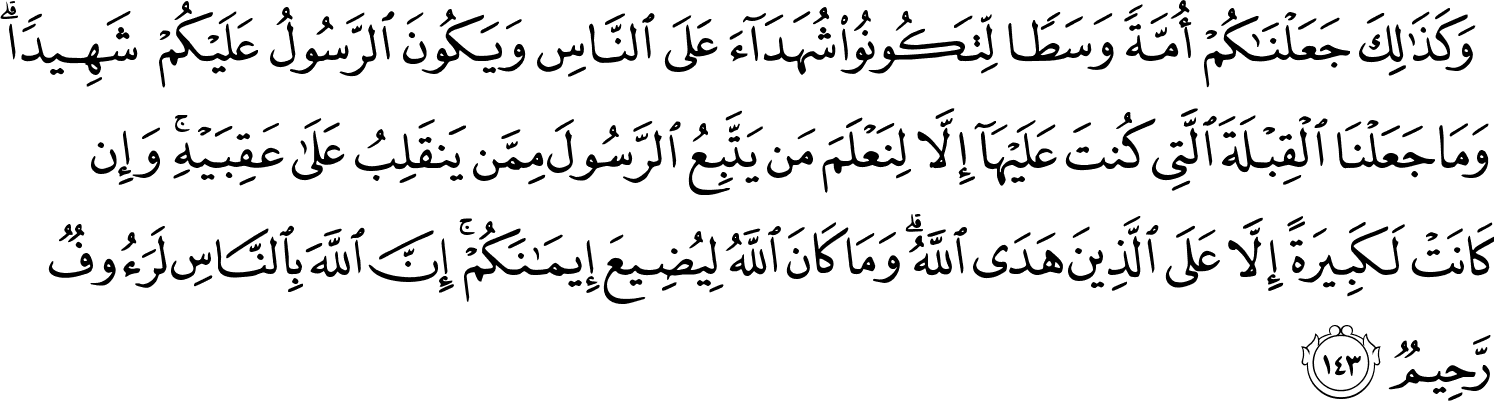 وَكَذَٰلِكَ جَعَلْنَـٰكُمْ أُمَّةً وَسَطًا لِّتَكُونُوا۟ شُهَدَآءَ عَلَى ٱلنَّاسِ وَيَكُونَ ٱلرَّسُولُ عَلَيْكُمْ شَهِيدًا ۗ
وَمَا جَعَلْنَا ٱلْقِبْلَةَ ٱلَّتِى كُنتَ عَلَيْهَآ إِلَّا لِنَعْلَمَ مَن يَتَّبِعُ ٱلرَّسُولَ مِمَّن يَنقَلِبُ عَلَىٰ عَقِبَيْهِ ۚ وَإِن
كَانَتْ لَكَبِيرَةً إِلَّا عَلَى ٱلَّذِينَ هَدَى ٱللَّهُ ۗ وَمَا كَانَ ٱللَّهُ لِيُضِيعَ إِيمَـٰنَكُمْ ۚ إِنَّ ٱللَّهَ بِٱلنَّاسِ لَرَءُوفٌ
رَّحِيمٌ ١٤٣